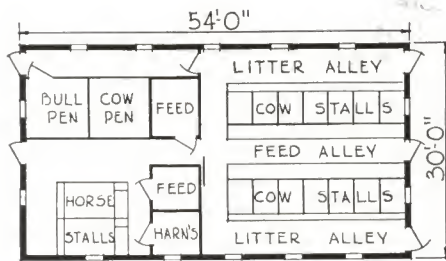 54'-0"
LITTER ALLEY
BULL PEN
COW PEN
FEED
COW STALLS
FEED ALLEY
30'-0"
FEED
HORSE STALLS
HARN'S
COW STALLS
LITTER ALLEY